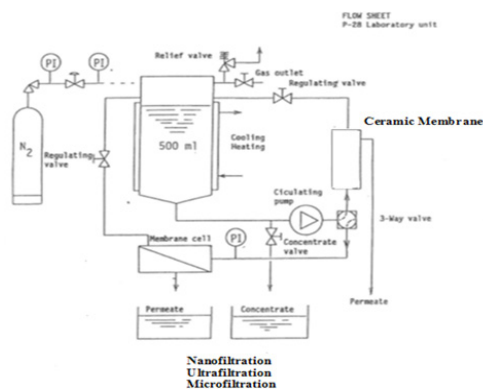 FLOW SHEET
P-28 Laboratory unit
Relief valve
PI
PI
Gas outlet
Regulating valve
Ceramic Membrane
N2
Regulating
valve
500 ml
Cooling
Heating
Ciculating
pump
3-Way valve
Membrane cell
PI
Concentrate
valve
Permeate
Concentrate
Permeate
Nanofiltration
Ultrafiltration
Microfiltration